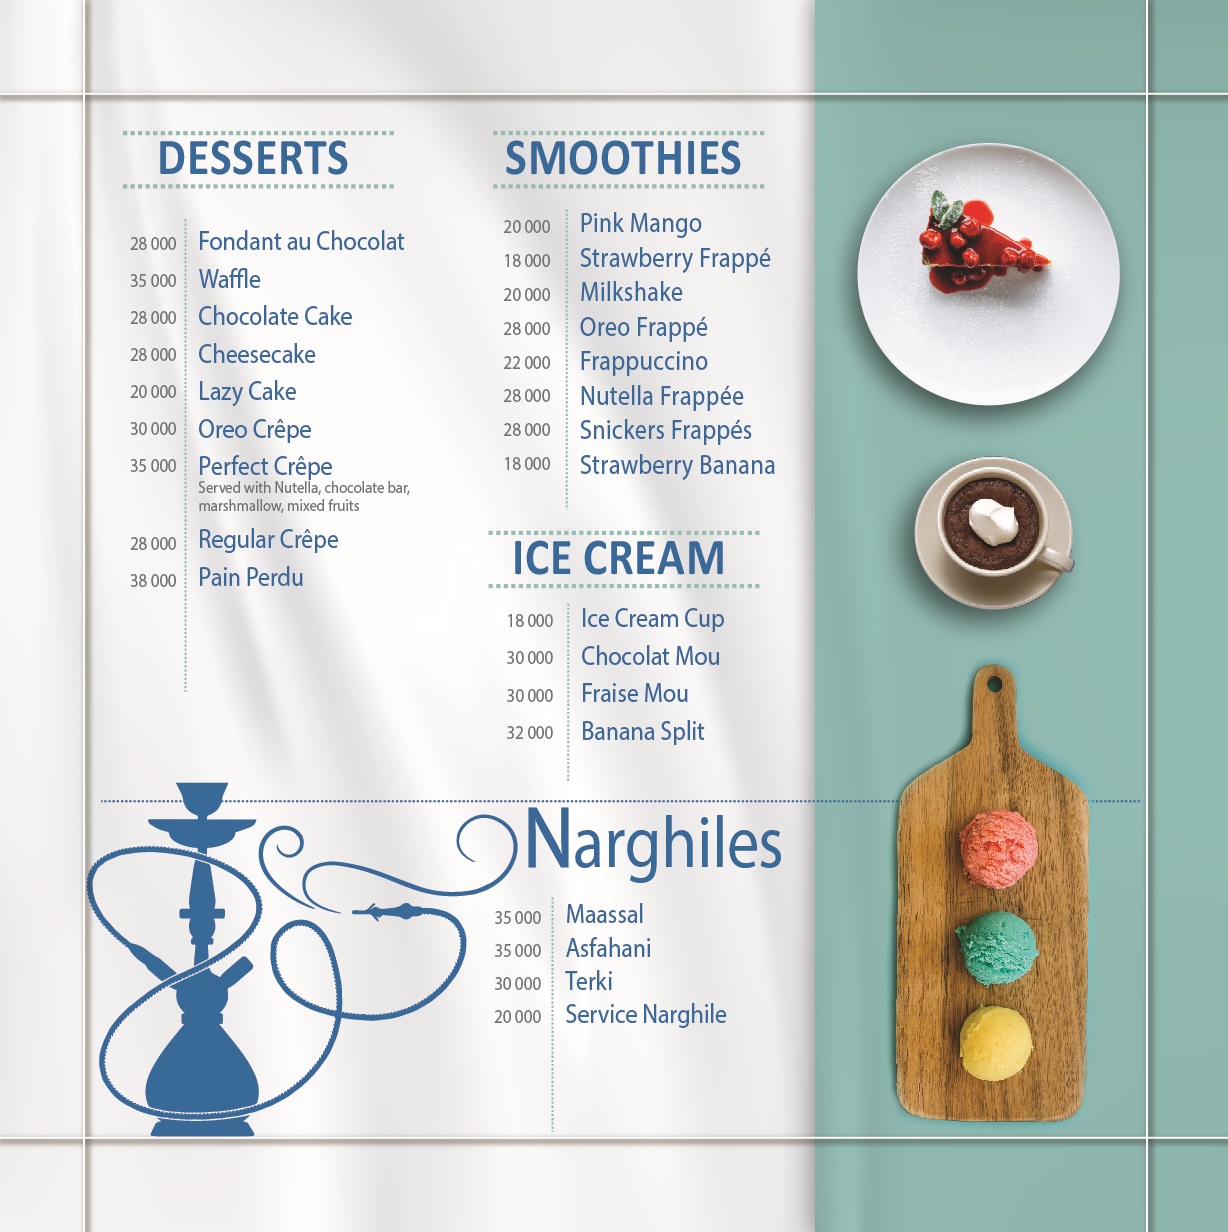 DESSERTS
28 000 Fondant au Chocolat
35 000 Waffle
28 000 Chocolate Cake
28 000 Cheesecake
20 000 Lazy Cake
30 000 Oreo Crêpe
35 000 Perfect Crêpe
Served with Nutella, chocolate bar,
marshmallow, mixed fruits
28 000 Regular Crêpe
38 000 Pain Perdu
SMOOTHIES
20 000 Pink Mango
18 000 Strawberry Frappé
20 000 Milkshake
28 000 Oreo Frappé
22 000 Frappuccino
28 000 Nutella Frappée
28 000 Snickers Frappés
18 000 Strawberry Banana
ICE CREAM
18 000 Ice Cream Cup
30 000 Chocolat Mou
30 000 Fraise Mou
32 000 Banana Split
Narghiles
35 000 Maassal
35 000 Asfahani
30 000 Terki
20 000 Service Narghile